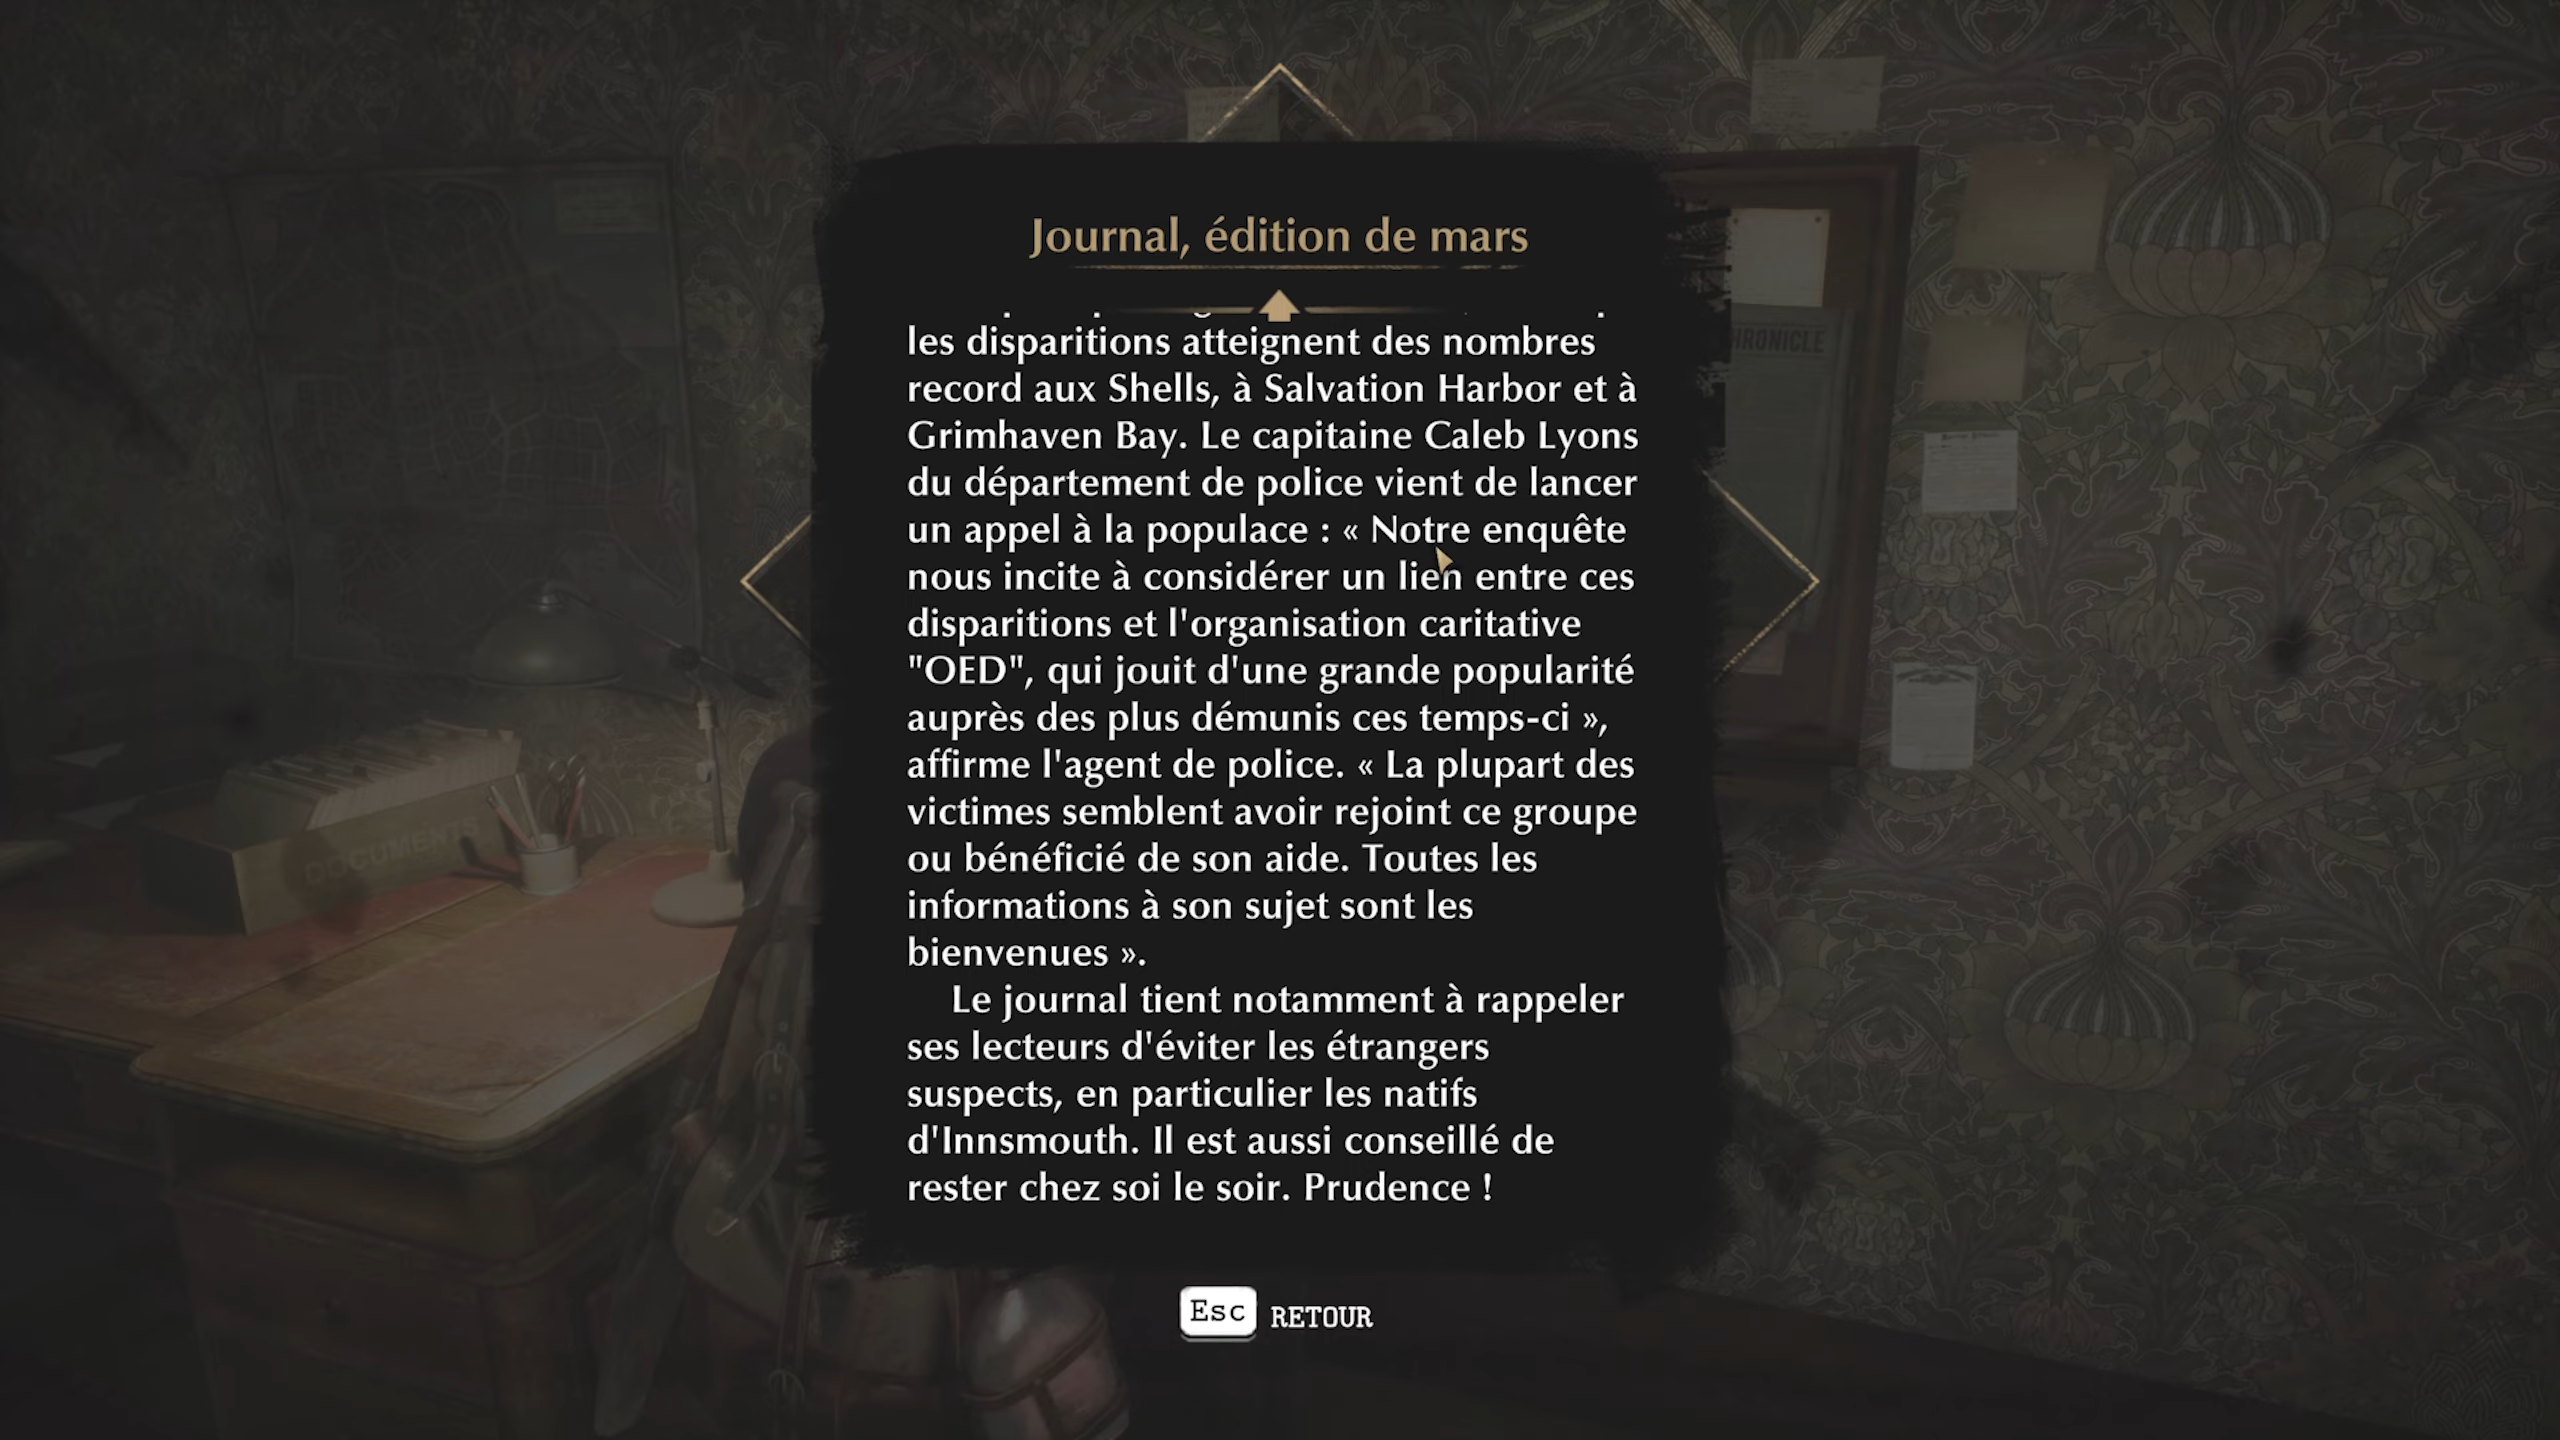 Journal, édition de mars
les disparitions atteignent des nombres
record aux Shells, à Salvation Harbor et à
Grimhaven Bay. Le capitaine Caleb Lyons
du département de police vient de lancer
un appel à la populace : « Notre enquête
nous incite à considérer un lien entre ces
disparitions et l'organisation caritative
"OED", qui jouit d'une grande popularité
auprès des plus démunis ces temps-ci »,
affirme l'agent de police. « La plupart des
victimes semblent avoir rejoint ce groupe
ou bénéficié de son aide. Toutes les
informations à son sujet sont les
bienvenues ».
Le journal tient notamment à rappeler
ses lecteurs d'éviter les étrangers
suspects, en particulier les natifs
d'Innsmouth. Il est aussi conseillé de
rester chez soi le soir. Prudence !
Esc RETOUR
DOCUMENTS